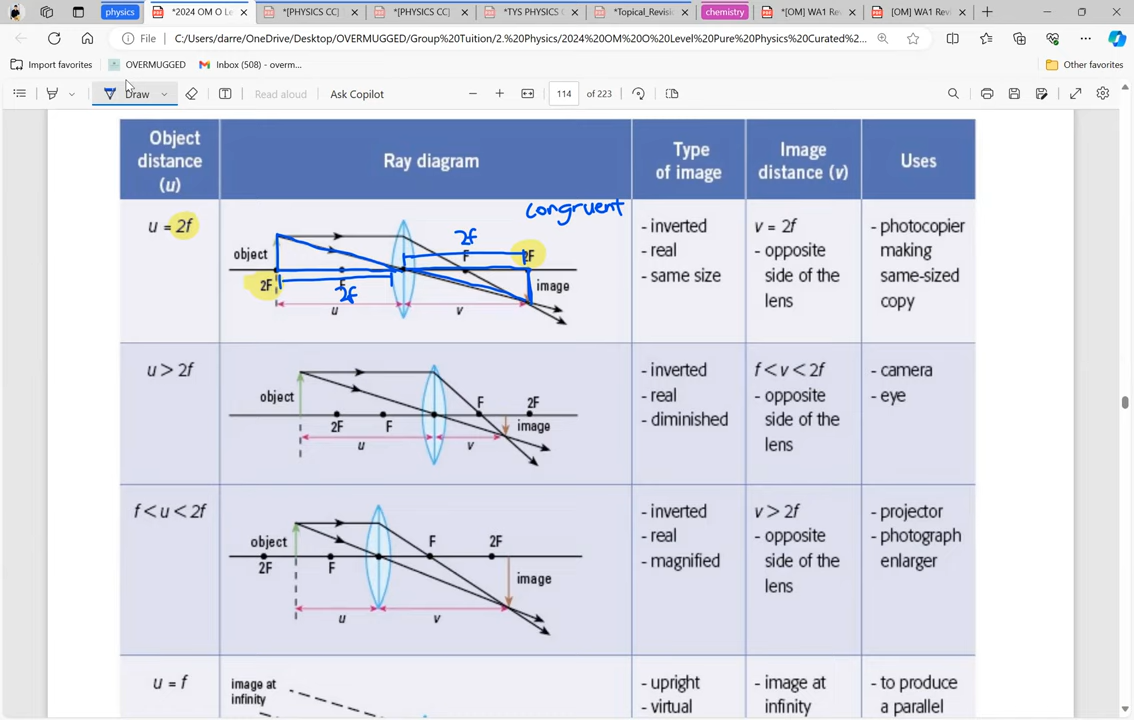 physics
*2024 OM O Le
*[PHYSICS CC]
*[PHYSICS CC]
*TYS PHYSICS (
*Topical_Revis
chemistry
*[OM] WA1 Re
[OM] WA1 Rev
File
C:/Users/darre/OneDrive/Desktop/OVERMUGGED/Group%20Tuition/2.%20Physics/2024%20OM%20O%20Level%20Pure%20Physics%20Curated%2...
Import favorites
OVERMUGGED
Inbox (508) - overm...
Other favorites
Draw
Read aloud
Ask Copilot
114
of 223
Object
distance
(u)
Ray diagram
Type
of image
Image
distance (v)
Uses
u = 2f
congruent
object
2f
2F
F
2F
F
2f
image
u
v
- inverted
- real
- same size
v = 2f
- opposite
side of the
lens
- photocopier
making
same-sized
copy
u > 2f
object
F
2F
2F
F
image
u
v
- inverted
- real
- diminished
f < v < 2f
- opposite
side of the
lens
- camera
- eye
f < u < 2f
object
F
2F
2F
F
image
u
v
- inverted
- real
- magnified
v > 2f
- opposite
side of the
lens
- projector
- photograph
enlarger
u = f
image at
infinity
- upright
- virtual
- image at
infinity
- to produce
a parallel